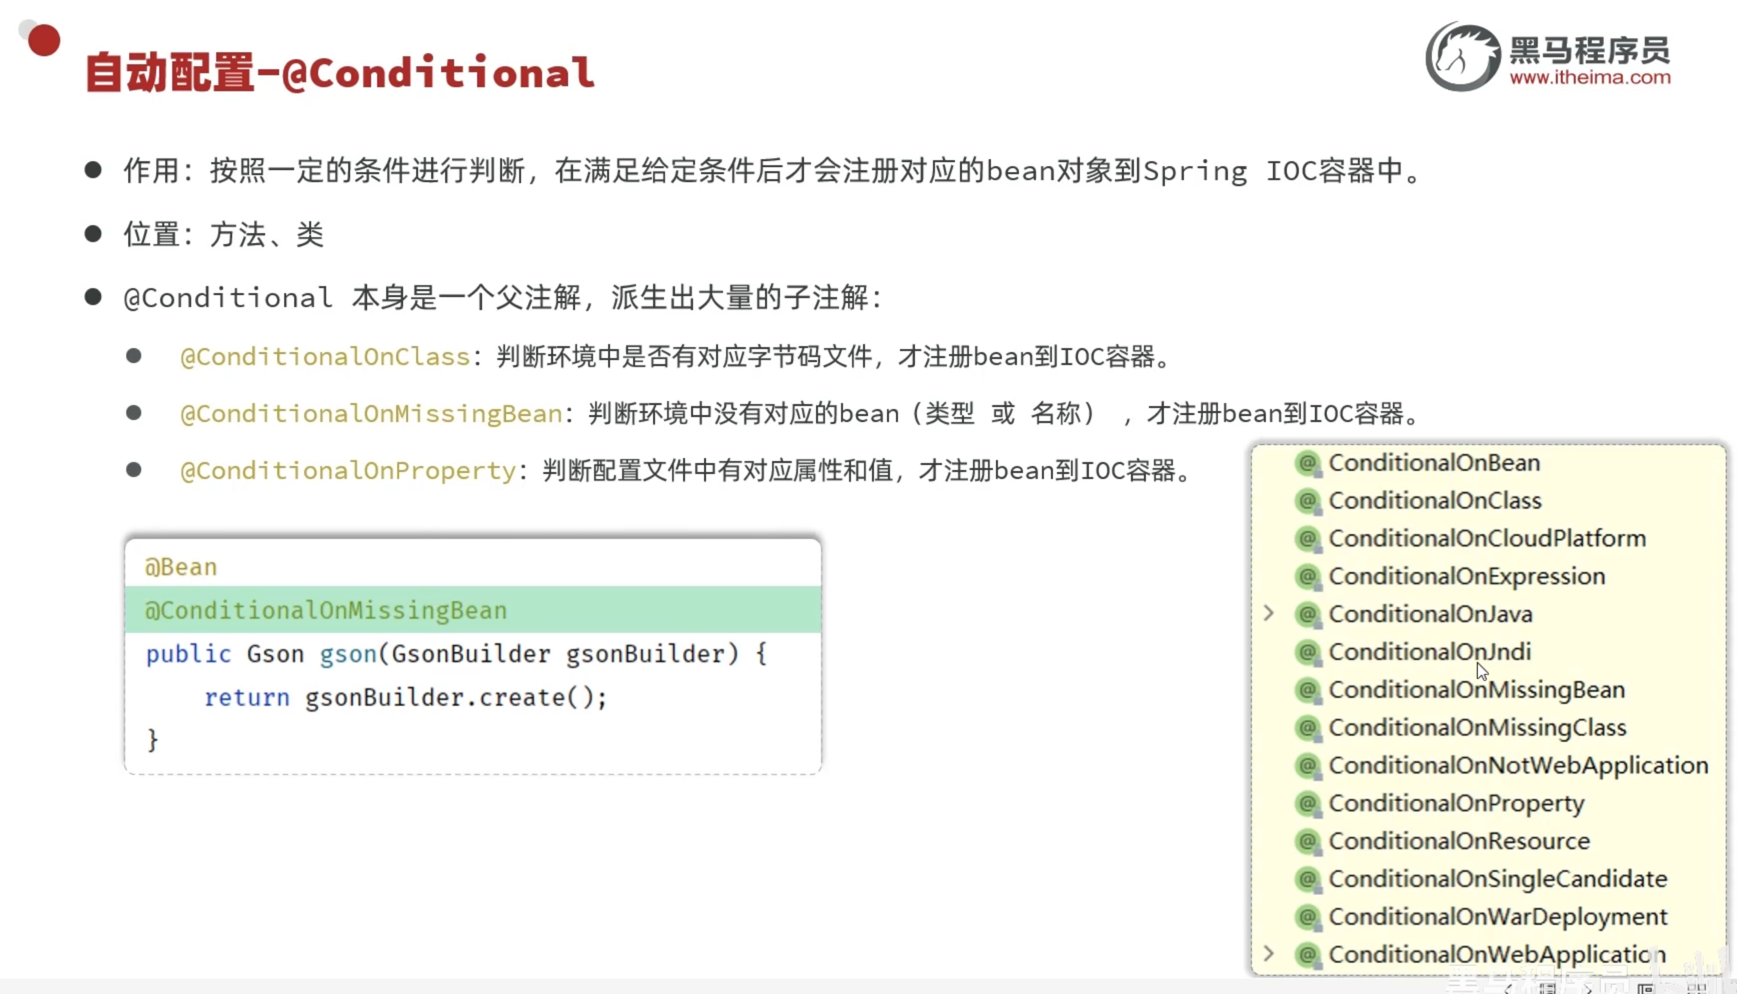 自动配置-@Conditional
黑马程序员
www.itheima.com
作用：按照一定的条件进行判断，在满足给定条件后才会注册对应的bean对象到Spring IOC容器中。
位置：方法、类
@Conditional 本身是一个父注解，派生出大量的子注解：
@ConditionalOnClass：判断环境中是否有对应字节码文件，才注册bean到IOC容器。
@ConditionalOnMissingBean：判断环境中没有对应的bean（类型 或 名称） ，才注册bean到IOC容器。
@ConditionalOnProperty：判断配置文件中有对应属性和值，才注册bean到IOC容器。
@Bean
@ConditionalOnMissingBean
public Gson gson(GsonBuilder gsonBuilder) {
return gsonBuilder.create();
}
ConditionalOnBean
ConditionalOnClass
ConditionalOnCloudPlatform
ConditionalOnExpression
ConditionalOnJava
ConditionalOnJndi
ConditionalOnMissingBean
ConditionalOnMissingClass
ConditionalOnNotWebApplication
ConditionalOnProperty
ConditionalOnResource
ConditionalOnSingleCandidate
ConditionalOnWarDeployment
ConditionalOnWebApplication
黑马程序员